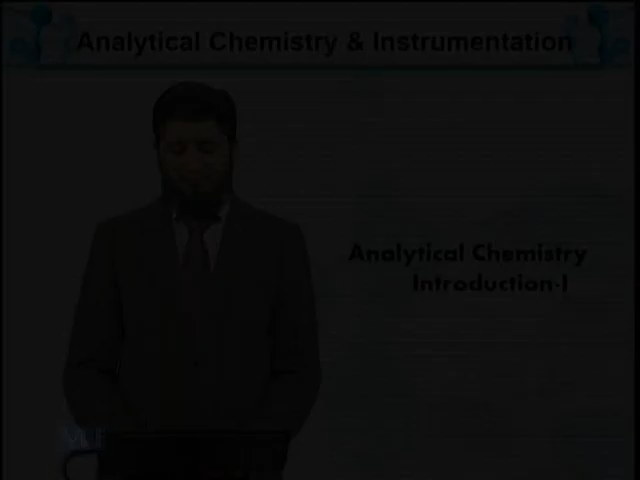 Analytical Chemistry & Instrumentation
Analytical Chemistry
Introduction-I